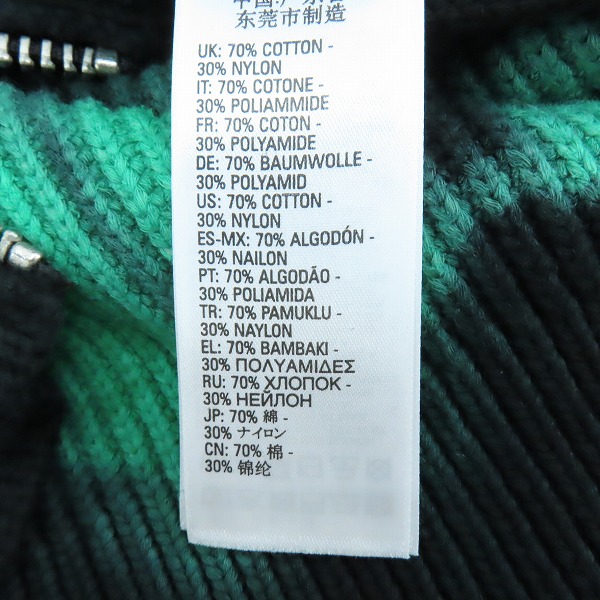 东莞市制造
UK: 70% COTTON -
30% NYLON
IT: 70% COTONE -
30% POLIAMMIDE
FR: 70% COTON -
30% POLYAMIDE
DE: 70% BAUMWOLLE -
30% POLYAMID
US: 70% COTTON -
30% NYLON
ES-MX: 70% ALGODÓN -
30% NAILON
PT: 70% ALGODÃO -
30% POLIAMIDA
TR: 70% PAMUKLU -
30% NAYLON
EL: 70% ΒΑΜΒΑΚΙ -
30% ΠΟΛΥΑΜΙΔΕΣ
RU: 70% ХЛОПОК -
30% НЕЙЛОН
JP: 70% 綿 -
30% ナイロン
CN: 70% 棉 -
30% 锦纶